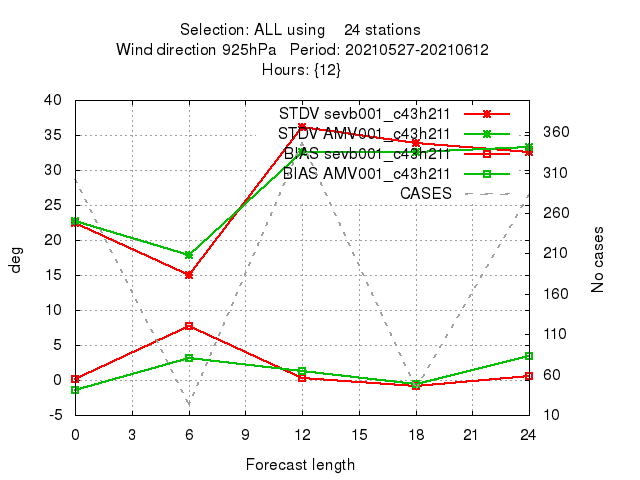 Selection: ALL using 24 stations
Wind direction 925hPa Period: 20210527-20210612
Hours: {12}
STDV sevb001_c43h211
STDV AMV001_c43h211
BIAS sevb001_c43h211
BIAS AMV001_c43h211
CASES
40
35
30
25
20
15
10
5
0
-5
deg
360
310
260
210
160
110
60
10
No cases
0 3 6 9 12 15 18 21 24
Forecast length